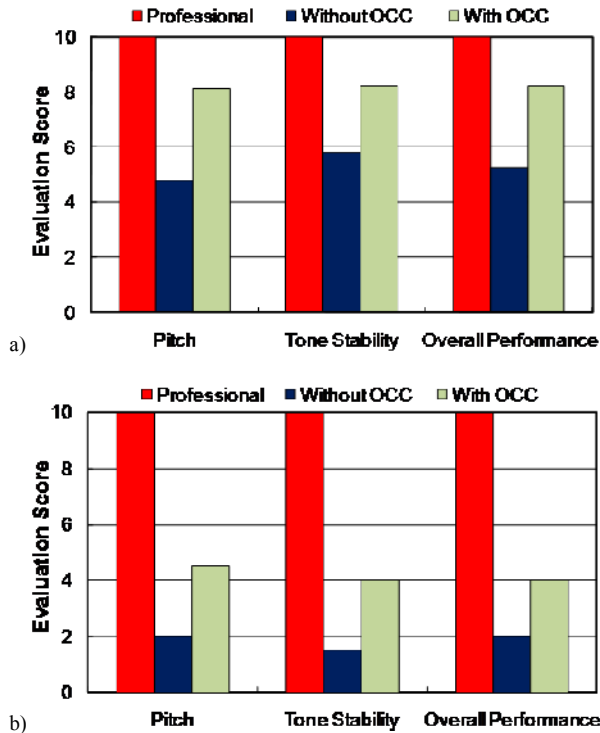 Professional Without OCC With OCC
10
8
6
4
2
0
Evaluation Score
Pitch Tone Stability Overall Performance
a)
Professional Without OCC With OCC
10
8
6
4
2
0
Evaluation Score
Pitch Tone Stability Overall Performance
b)